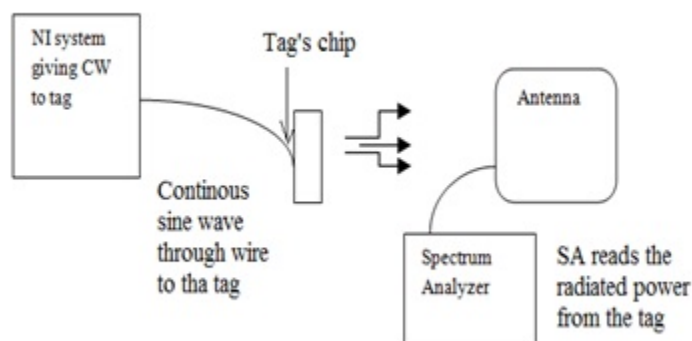 NI system
giving CW
to tag
Tag's chip
Antenna
Continous
sine wave
through wire
to tha tag
Spectrum
Analyzer
SA reads the
radiated power
from the tag